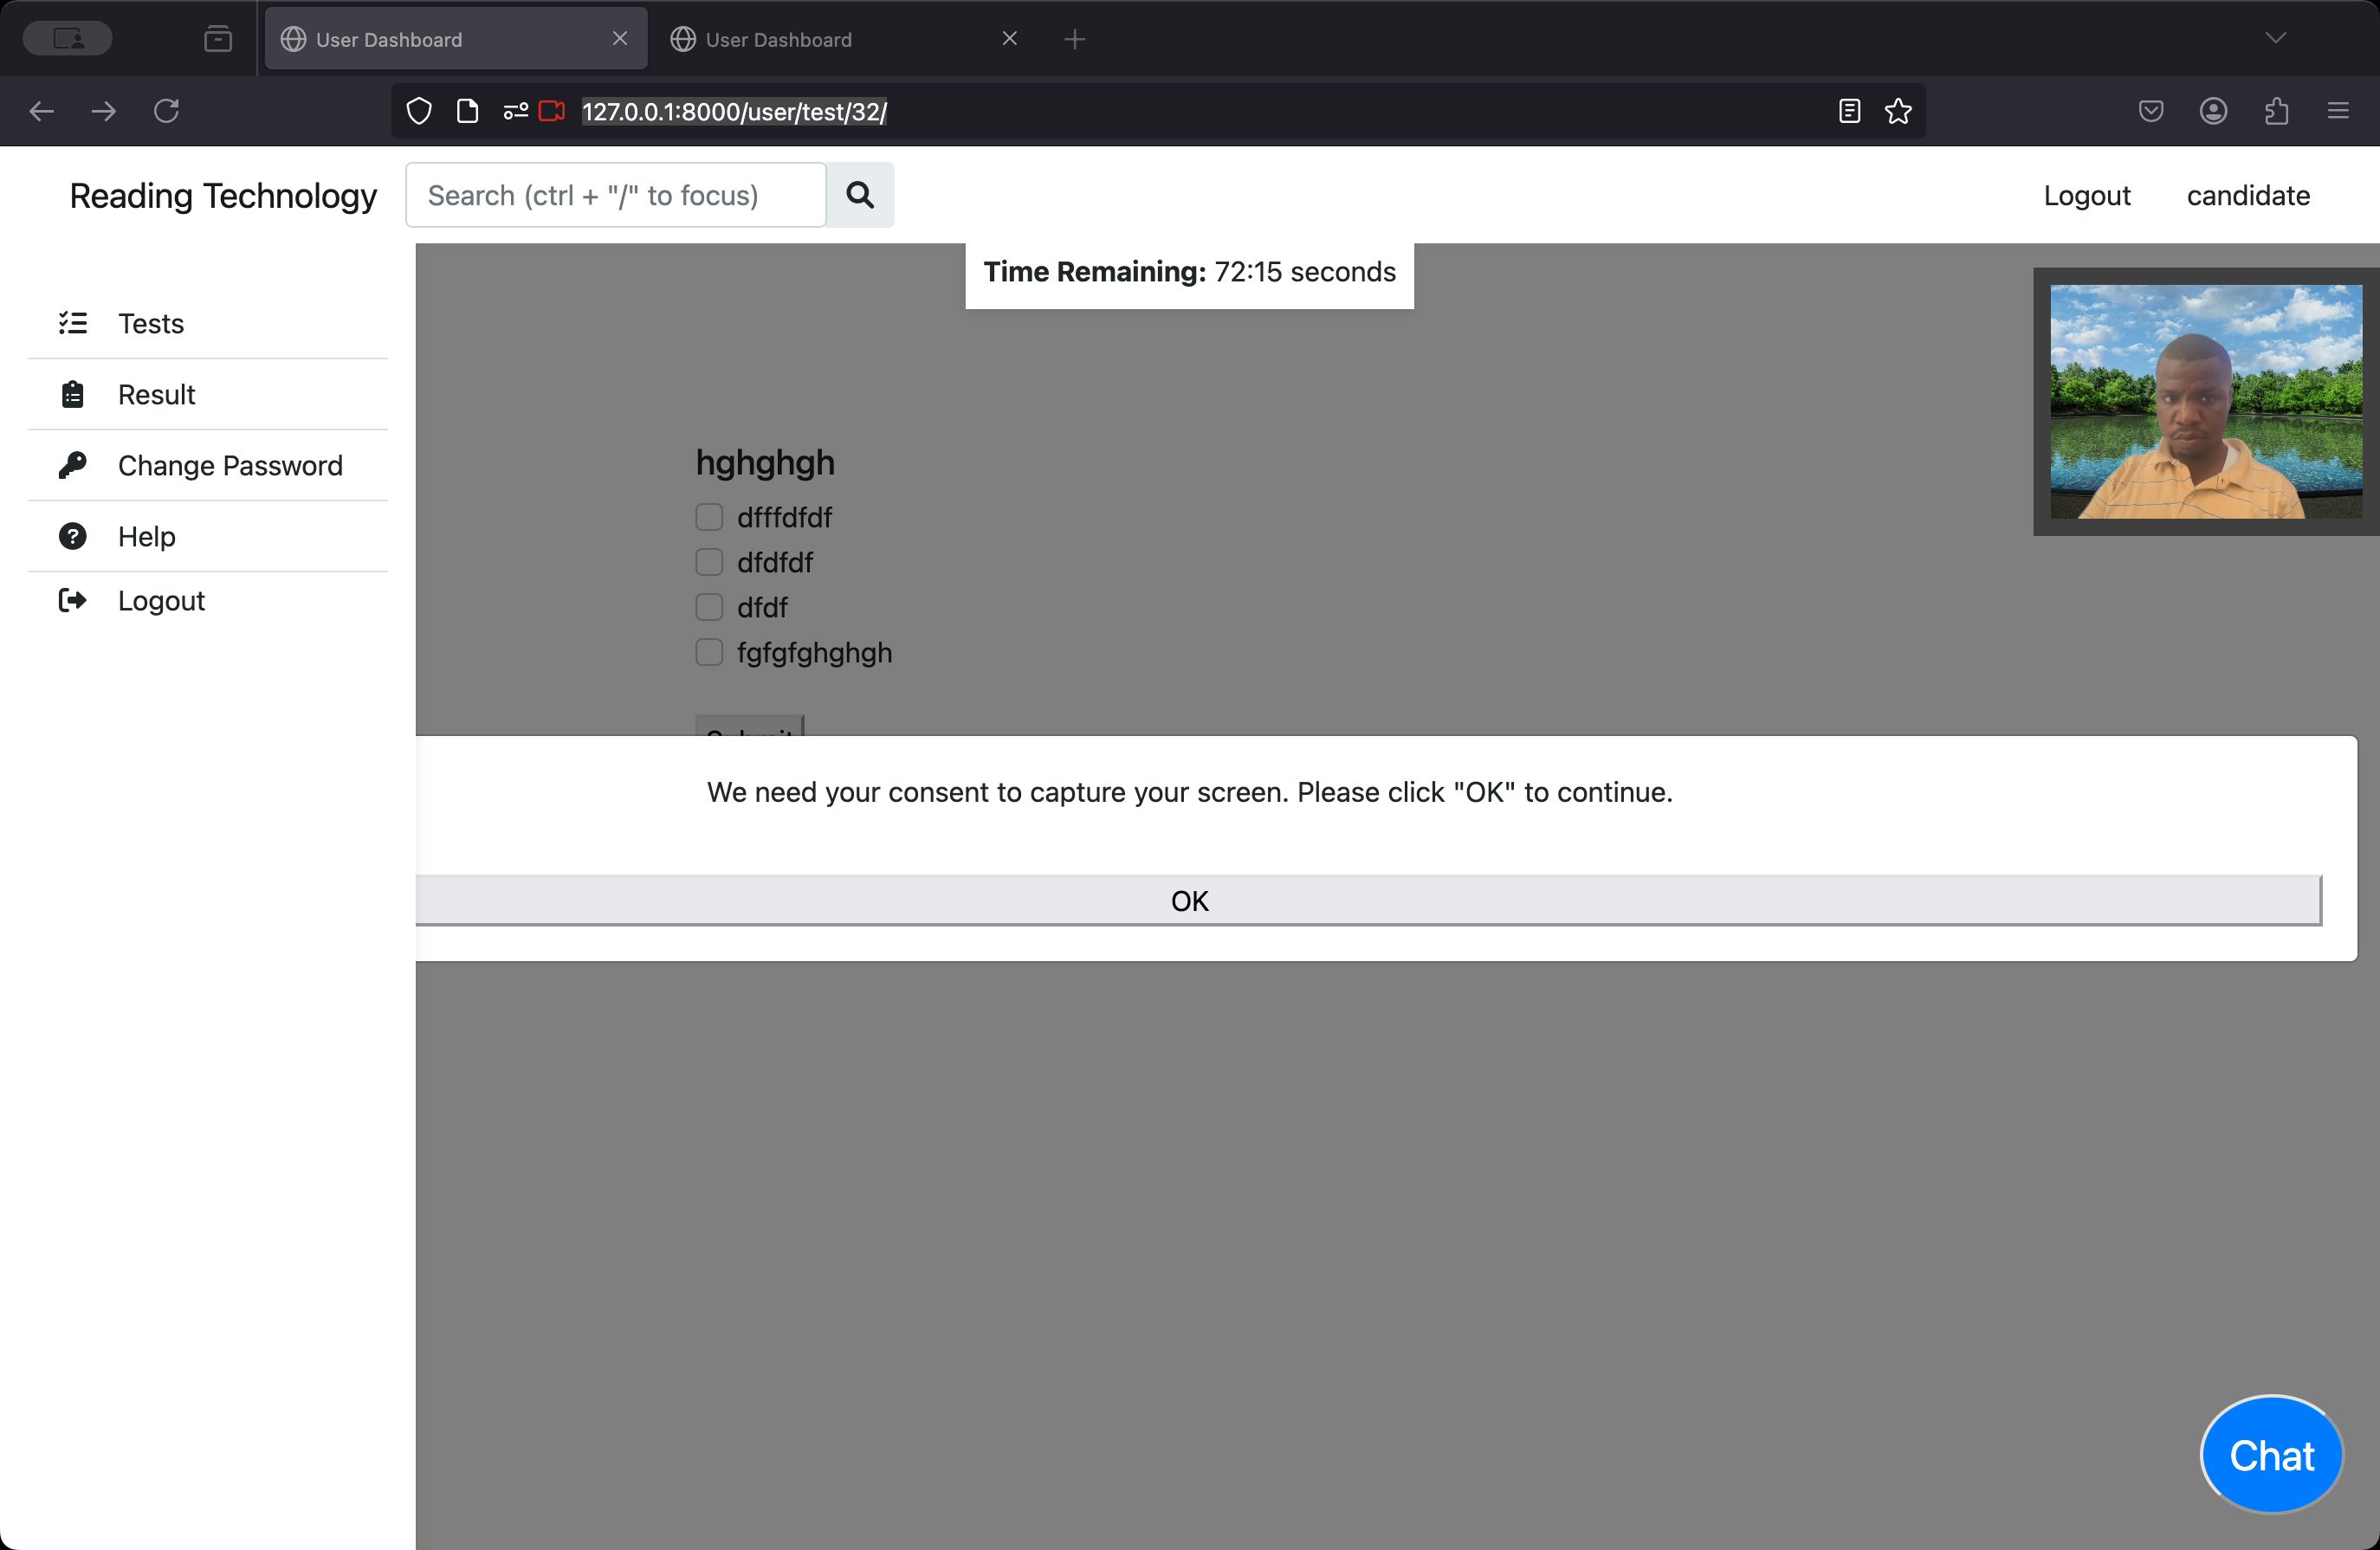 User Dashboard
User Dashboard
127.0.0.1:8000/user/test/32/
Reading Technology
Search (ctrl + "/" to focus)
Logout
candidate
Time Remaining: 72:15 seconds
Tests
Result
Change Password
Help
Logout
hghghgh
dfffdfdf
dfdfdf
dfdf
fgfgfghghgh
Submit
We need your consent to capture your screen. Please click "OK" to continue.
OK
Chat